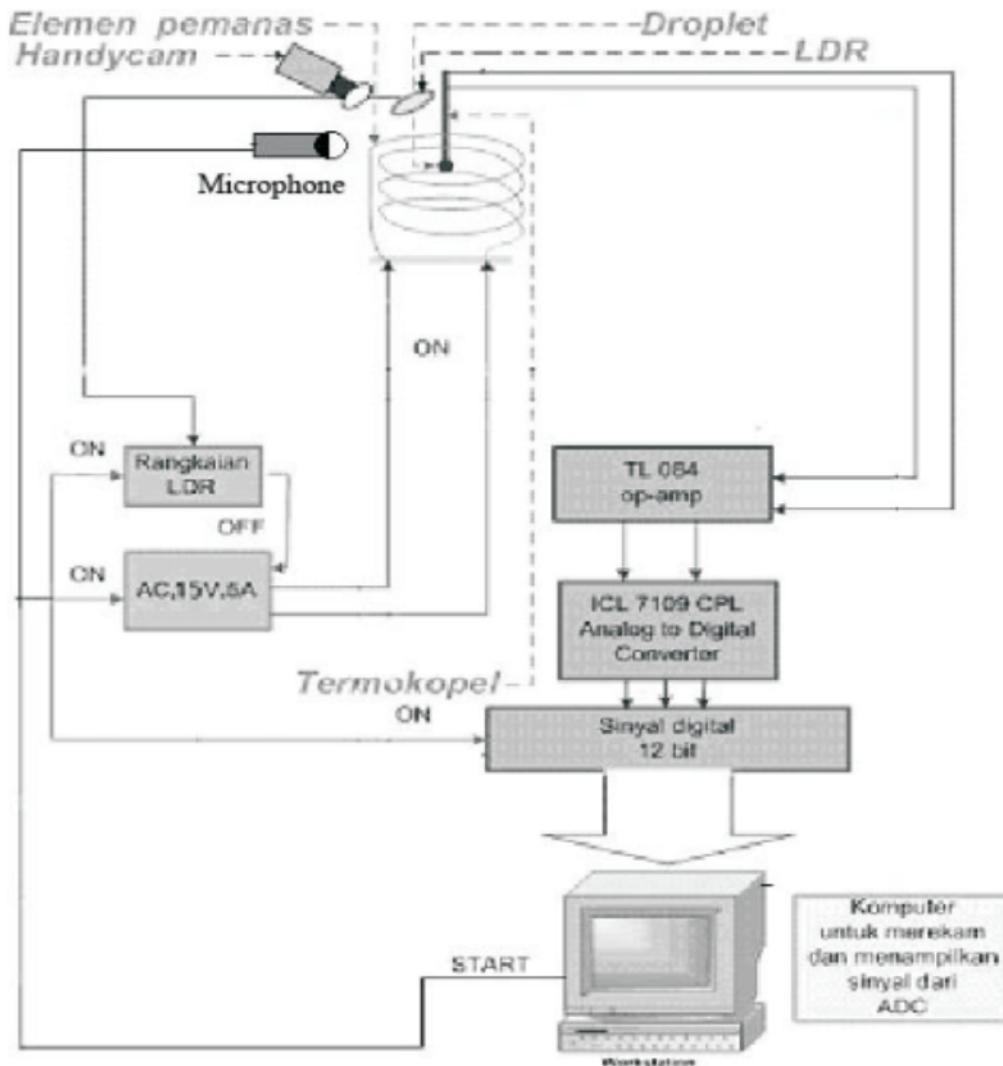 Elemen pemanas
Handycam
Droplet
LDR
Microphone
ON
ON
Rangkaian
LDR
OFF
ON
AC,15V,5A
TL 084
op-amp
ICL 7109 CPL
Analog to Digital
Converter
Termokopel
ON
Sinyal digital
12 bit
START
Komputer
untuk merekam
dan menampilkan
sinyal dari
ADC
Workstation